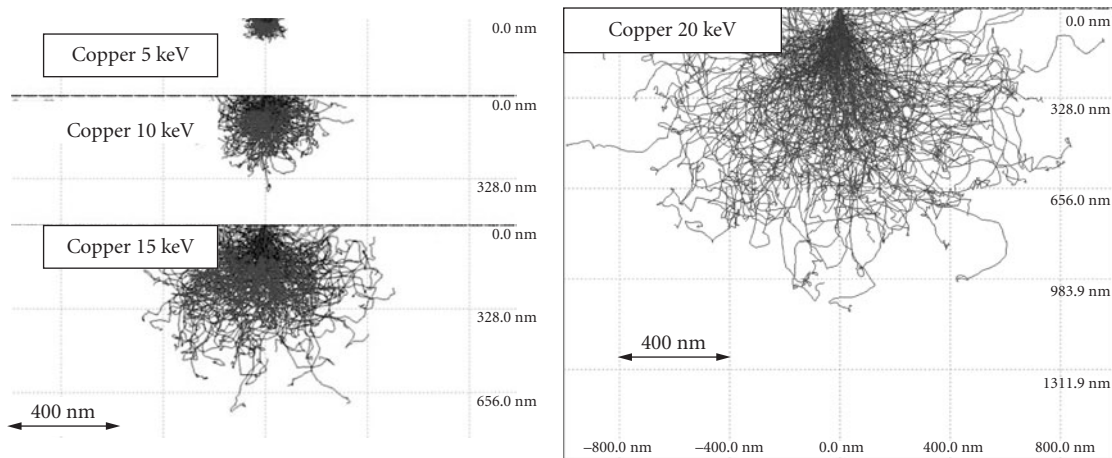 Copper 5 keV
0.0 nm
Copper 10 keV
0.0 nm
328.0 nm
Copper 15 keV
0.0 nm
328.0 nm
656.0 nm
400 nm
Copper 20 keV
0.0 nm
328.0 nm
656.0 nm
983.9 nm
400 nm
1311.9 nm
–800.0 nm –400.0 nm 0.0 nm 400.0 nm 800.0 nm